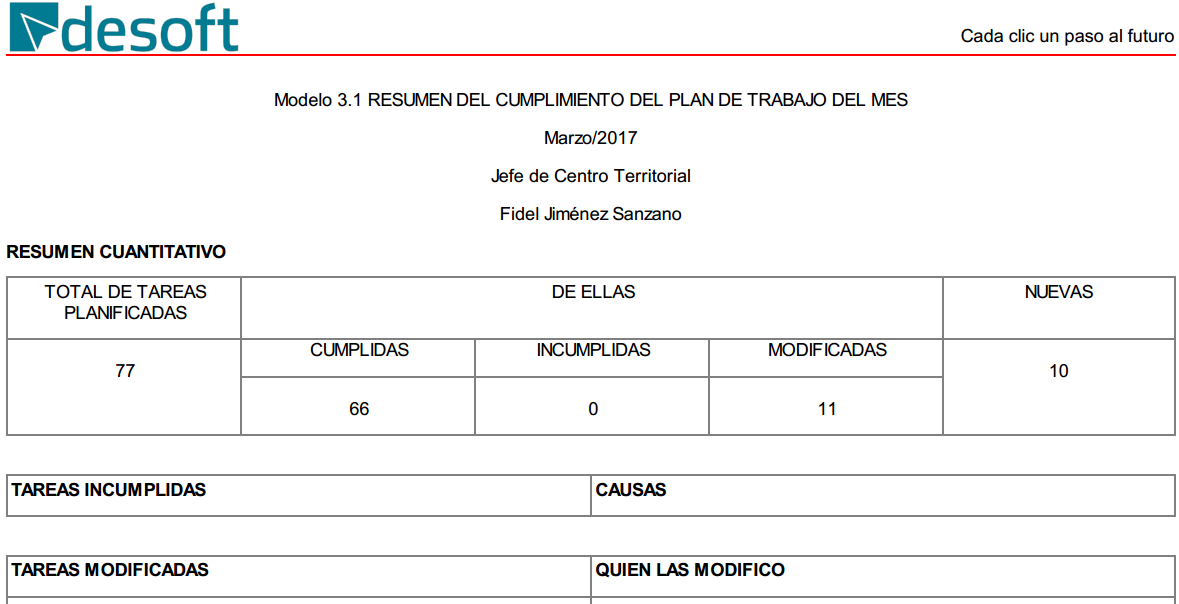 desoft
Cada clic un paso al futuro
Modelo 3.1 RESUMEN DEL CUMPLIMIENTO DEL PLAN DE TRABAJO DEL MES
Marzo/2017
Jefe de Centro Territorial
Fidel Jiménez Sanzano
RESUMEN CUANTITATIVO
TOTAL DE TAREAS
PLANIFICADAS
DE ELLAS
NUEVAS
77
CUMPLIDAS
INCUMPLIDAS
MODIFICADAS
10
66
0
11
TAREAS INCUMPLIDAS
CAUSAS
TAREAS MODIFICADAS
QUIEN LAS MODIFICO